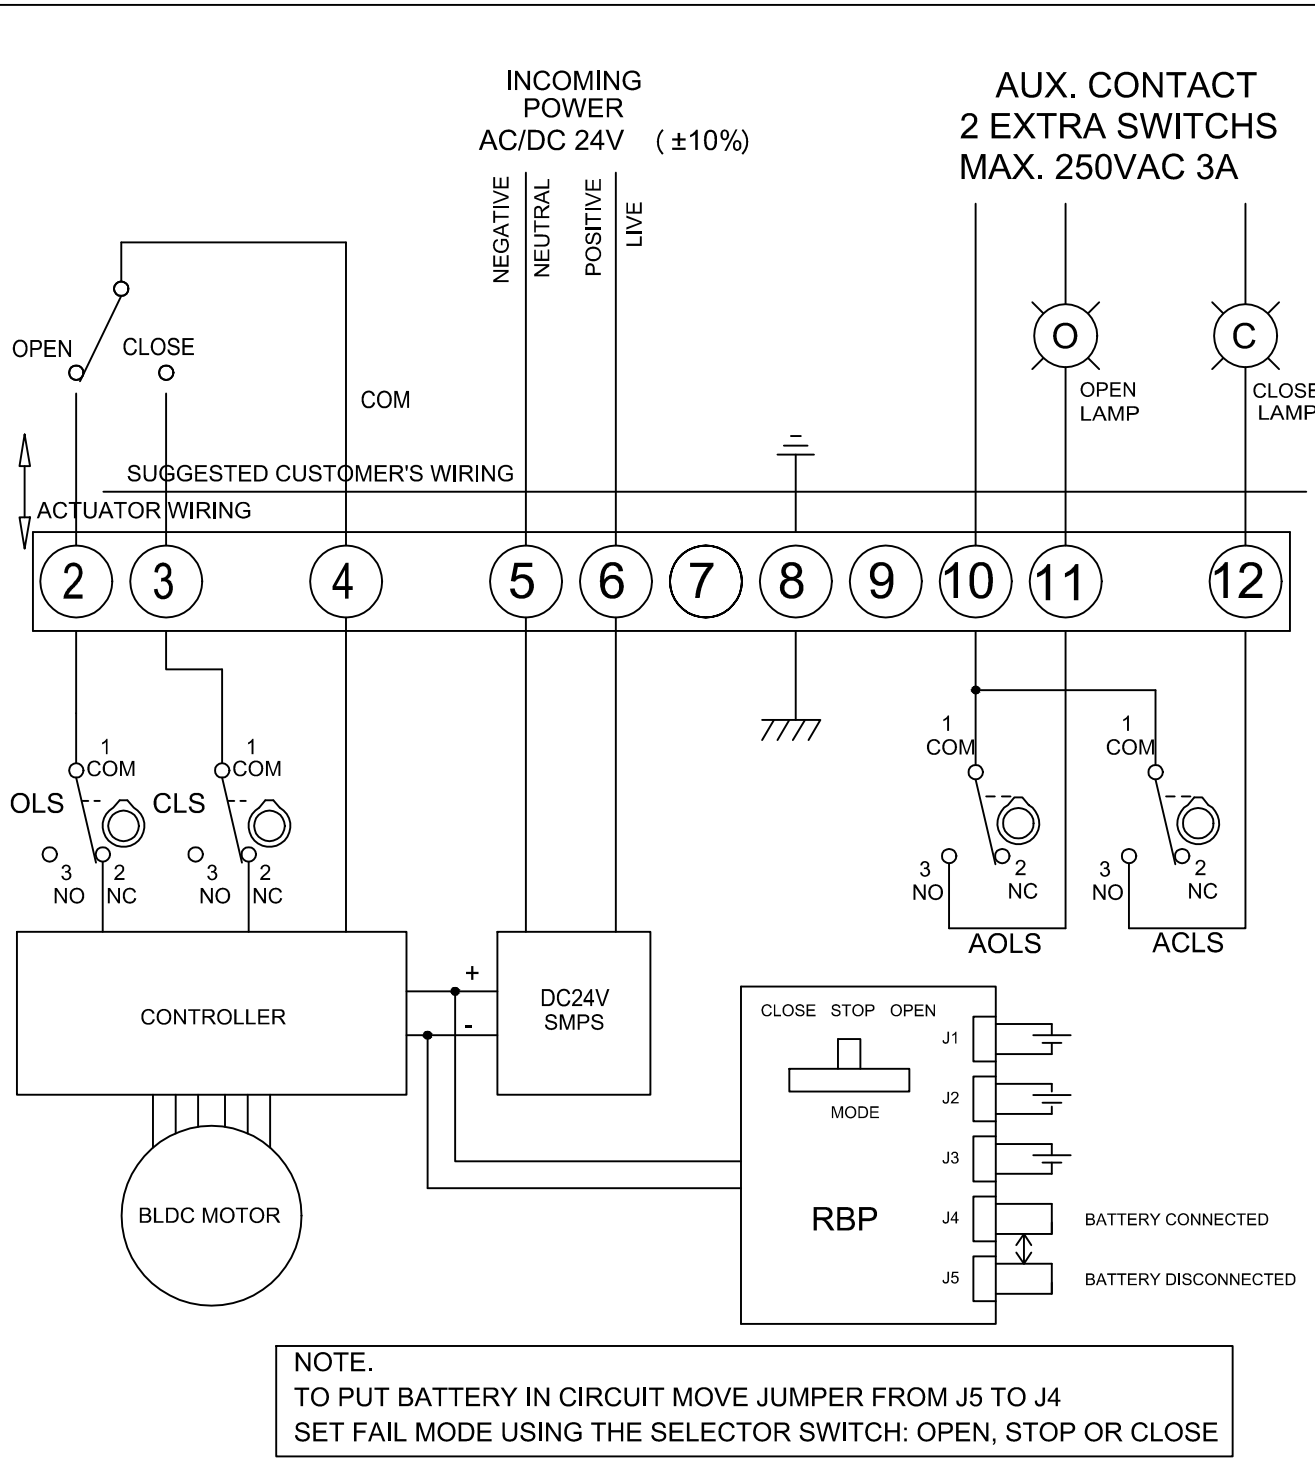 INCOMING
POWER
AC/DC 24V (±10%)
AUX. CONTACT
2 EXTRA SWITCHS
MAX. 250VAC 3A
NEGATIVE
NEUTRAL
POSITIVE
LIVE
OPEN
CLOSE
COM
O
OPEN
LAMP
C
CLOSE
LAMP
SUGGESTED CUSTOMER'S WIRING
ACTUATOR WIRING
2 3 4 5 6 7 8 9 10 11 12
1
COM
OLS
3
NO
2
NC
1
COM
CLS
3
NO
2
NC
1
COM
3
NO
2
NC
AOLS
1
COM
3
NO
2
NC
ACLS
CONTROLLER
+
-
DC24V
SMPS
BLDC MOTOR
CLOSE STOP OPEN
MODE
RBP
J1
J2
J3
J4
BATTERY CONNECTED
J5
BATTERY DISCONNECTED
NOTE.
TO PUT BATTERY IN CIRCUIT MOVE JUMPER FROM J5 TO J4
SET FAIL MODE USING THE SELECTOR SWITCH: OPEN, STOP OR CLOSE